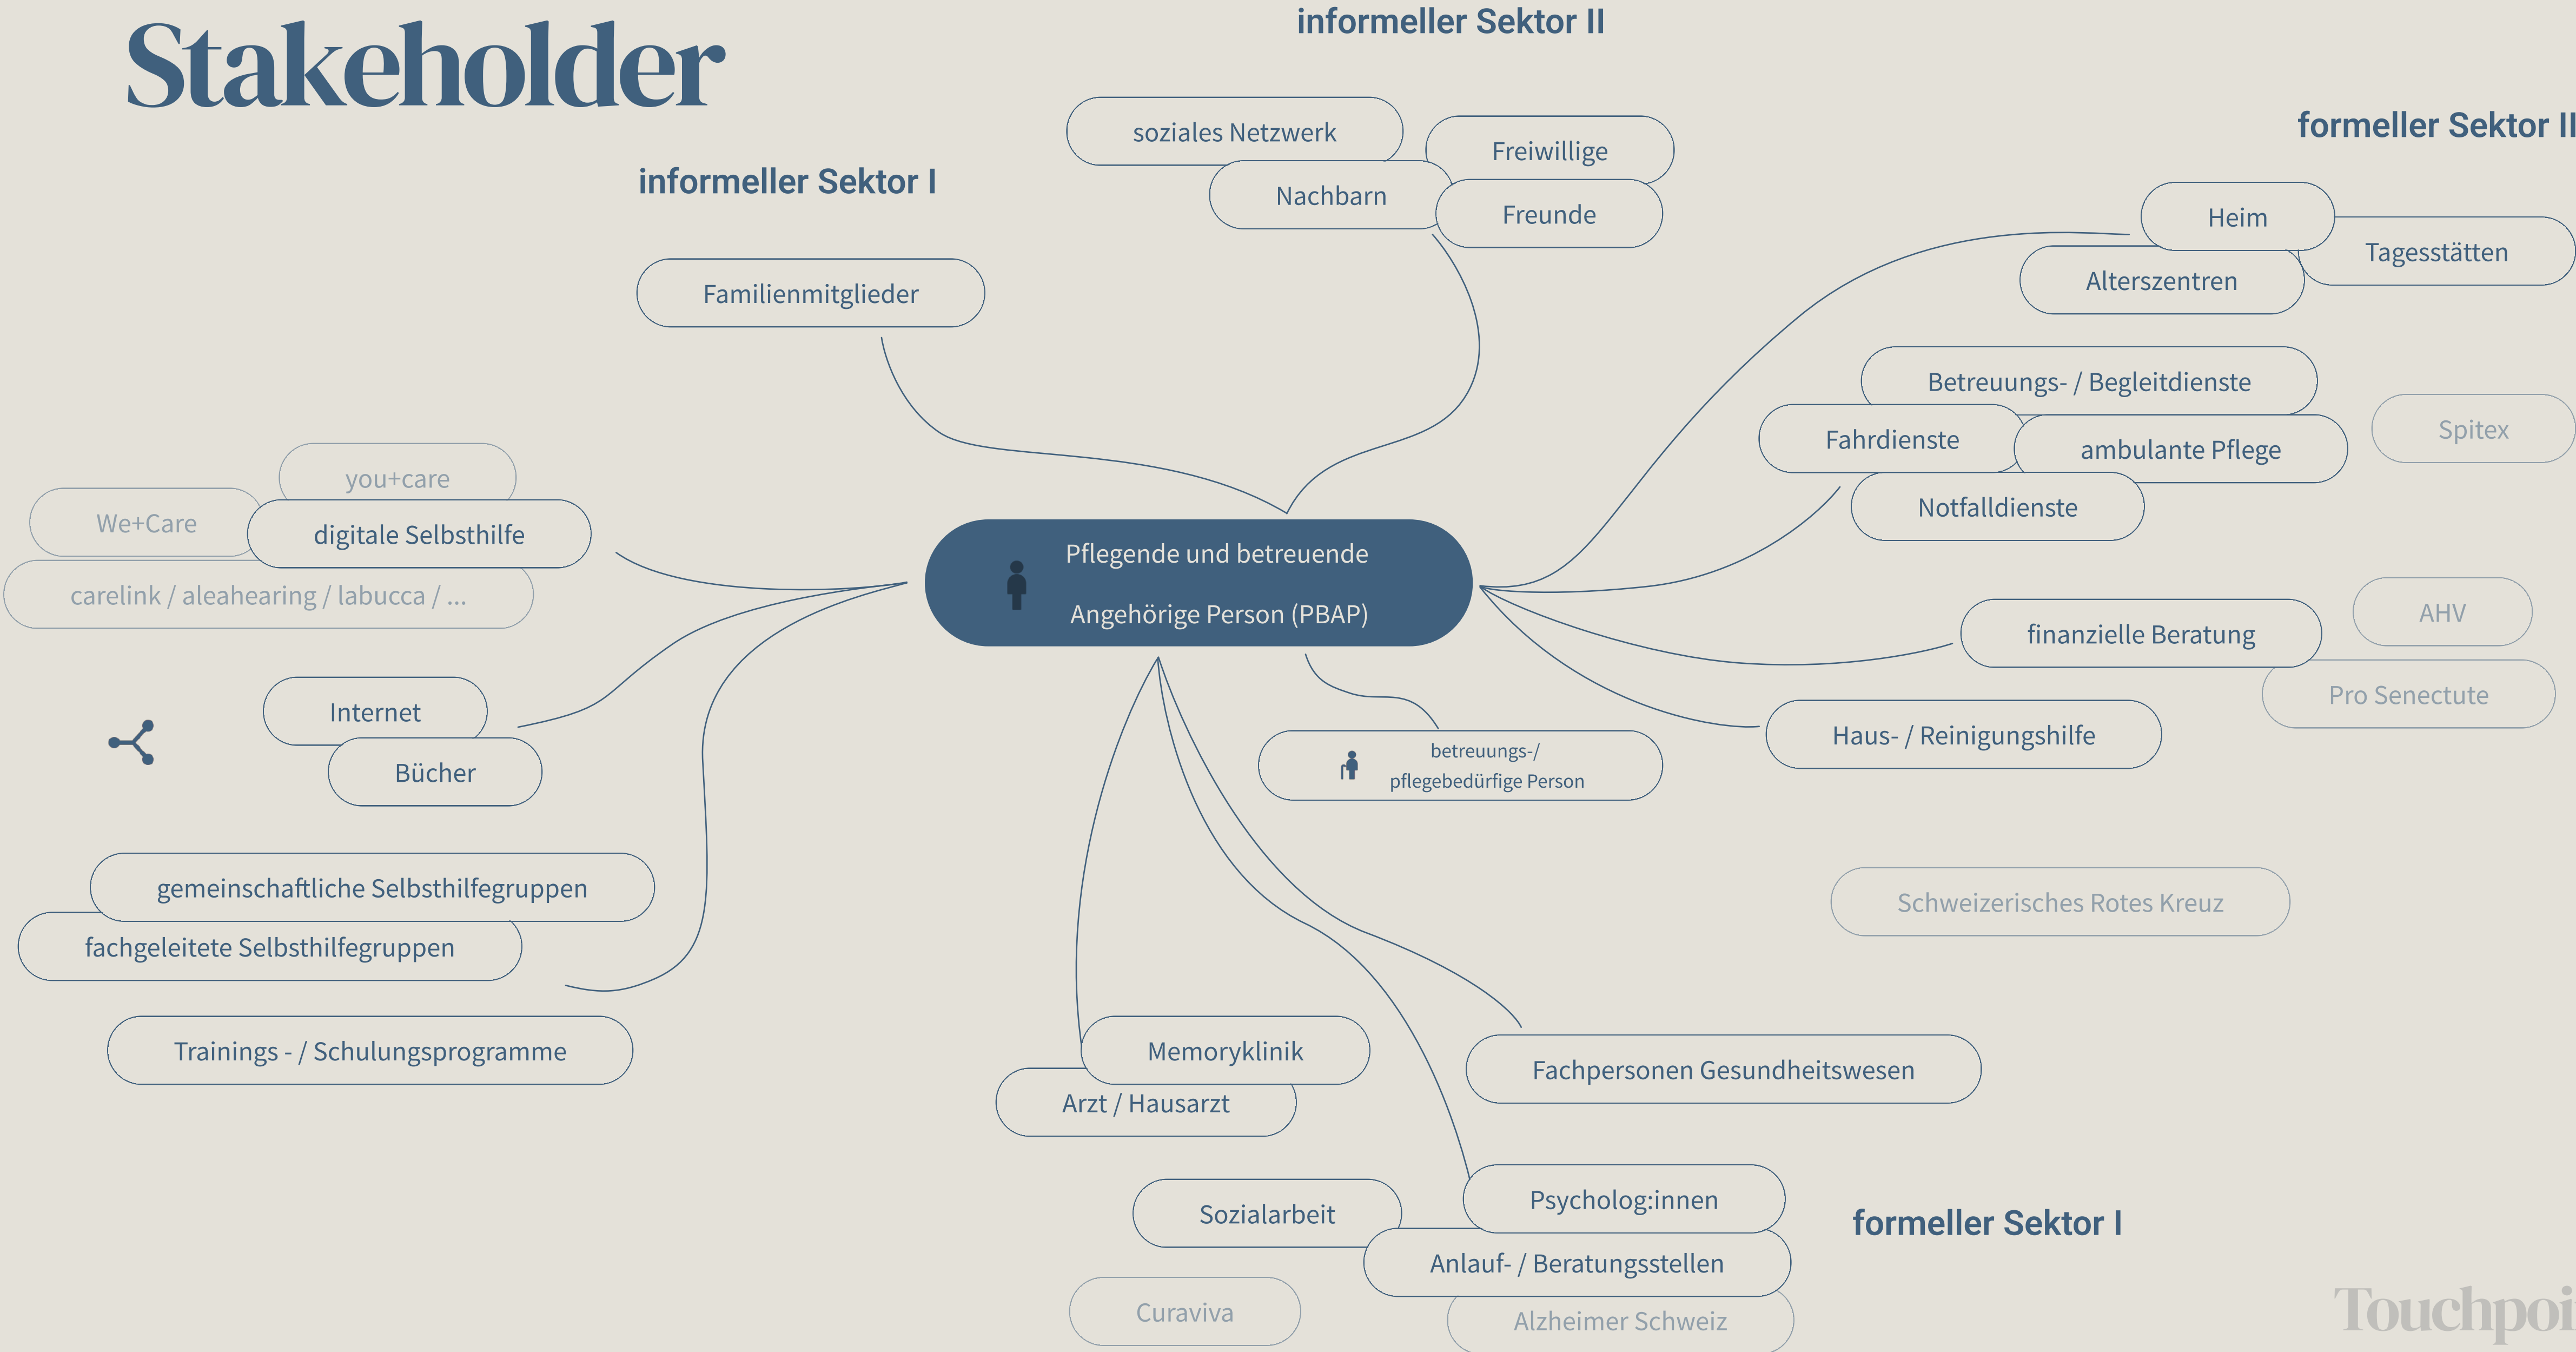 Stakeholder
informeller Sektor II
formeller Sektor II
informeller Sektor I
soziales Netzwerk
Freiwillige
Nachbarn
Freunde
Familienmitglieder
Heim
Tagesstätten
Alterszentren
Betreuungs- / Begleitdienste
Fahrdienste
ambulante Pflege
Spitex
Notfalldienste
you+care
We+Care
digitale Selbsthilfe
carelink / aleahearing / labucca / ...
Pflegende und betreuende
Angehörige Person (PBAP)
AHV
finanzielle Beratung
Pro Senectute
Haus- / Reinigungshilfe
Internet
Bücher
betreuungs-/
pflegebedürfige Person
gemeinschaftliche Selbsthilfegruppen
fachgeleitete Selbsthilfegruppen
Trainings - / Schulungsprogramme
Schweizerisches Rotes Kreuz
Memoryklinik
Arzt / Hausarzt
Fachpersonen Gesundheitswesen
Sozialarbeit
Psycholog:innen
Anlauf- / Beratungsstellen
formeller Sektor I
Curaviva
Alzheimer Schweiz
Touchpoi